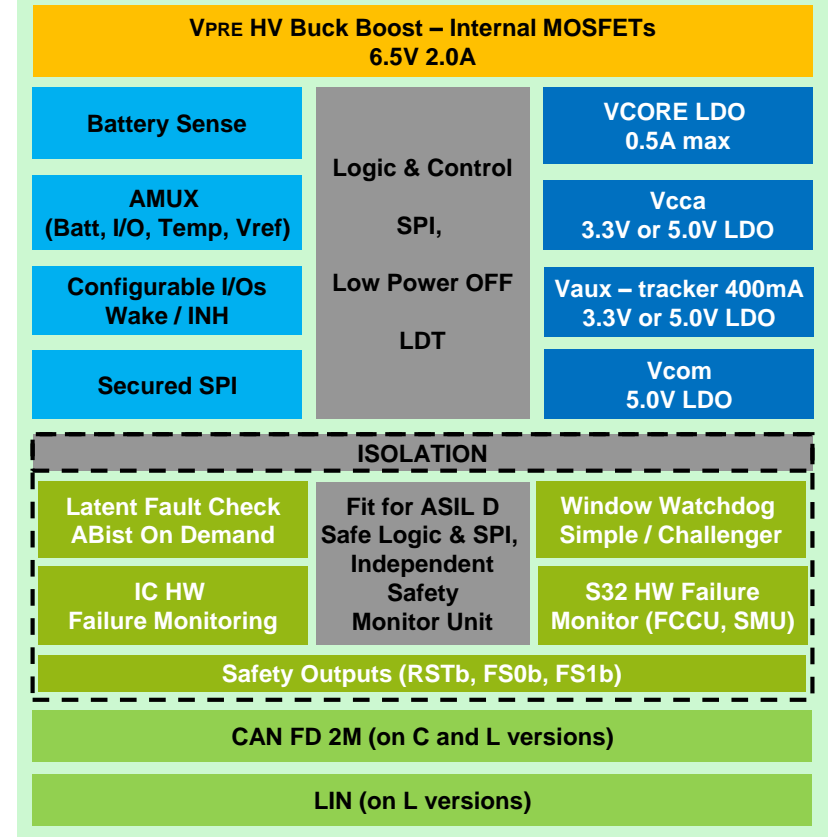 VPRE HV Buck Boost – Internal MOSFETs
6.5V 2.0A
Battery Sense
AMUX
(Batt, I/O, Temp, Vref)
Configurable I/Os
Wake / INH
Secured SPI
Logic & Control
SPI,
Low Power OFF
LDT
VCORE LDO
0.5A max
Vcca
3.3V or 5.0V LDO
Vaux – tracker 400mA
3.3V or 5.0V LDO
Vcom
5.0V LDO
ISOLATION
Latent Fault Check
ABist On Demand
IC HW
Failure Monitoring
Fit for ASIL D
Safe Logic & SPI,
Independent
Safety
Monitor Unit
Window Watchdog
Simple / Challenger
S32 HW Failure
Monitor (FCCU, SMU)
Safety Outputs (RSTb, FS0b, FS1b)
CAN FD 2M (on C and L versions)
LIN (on L versions)